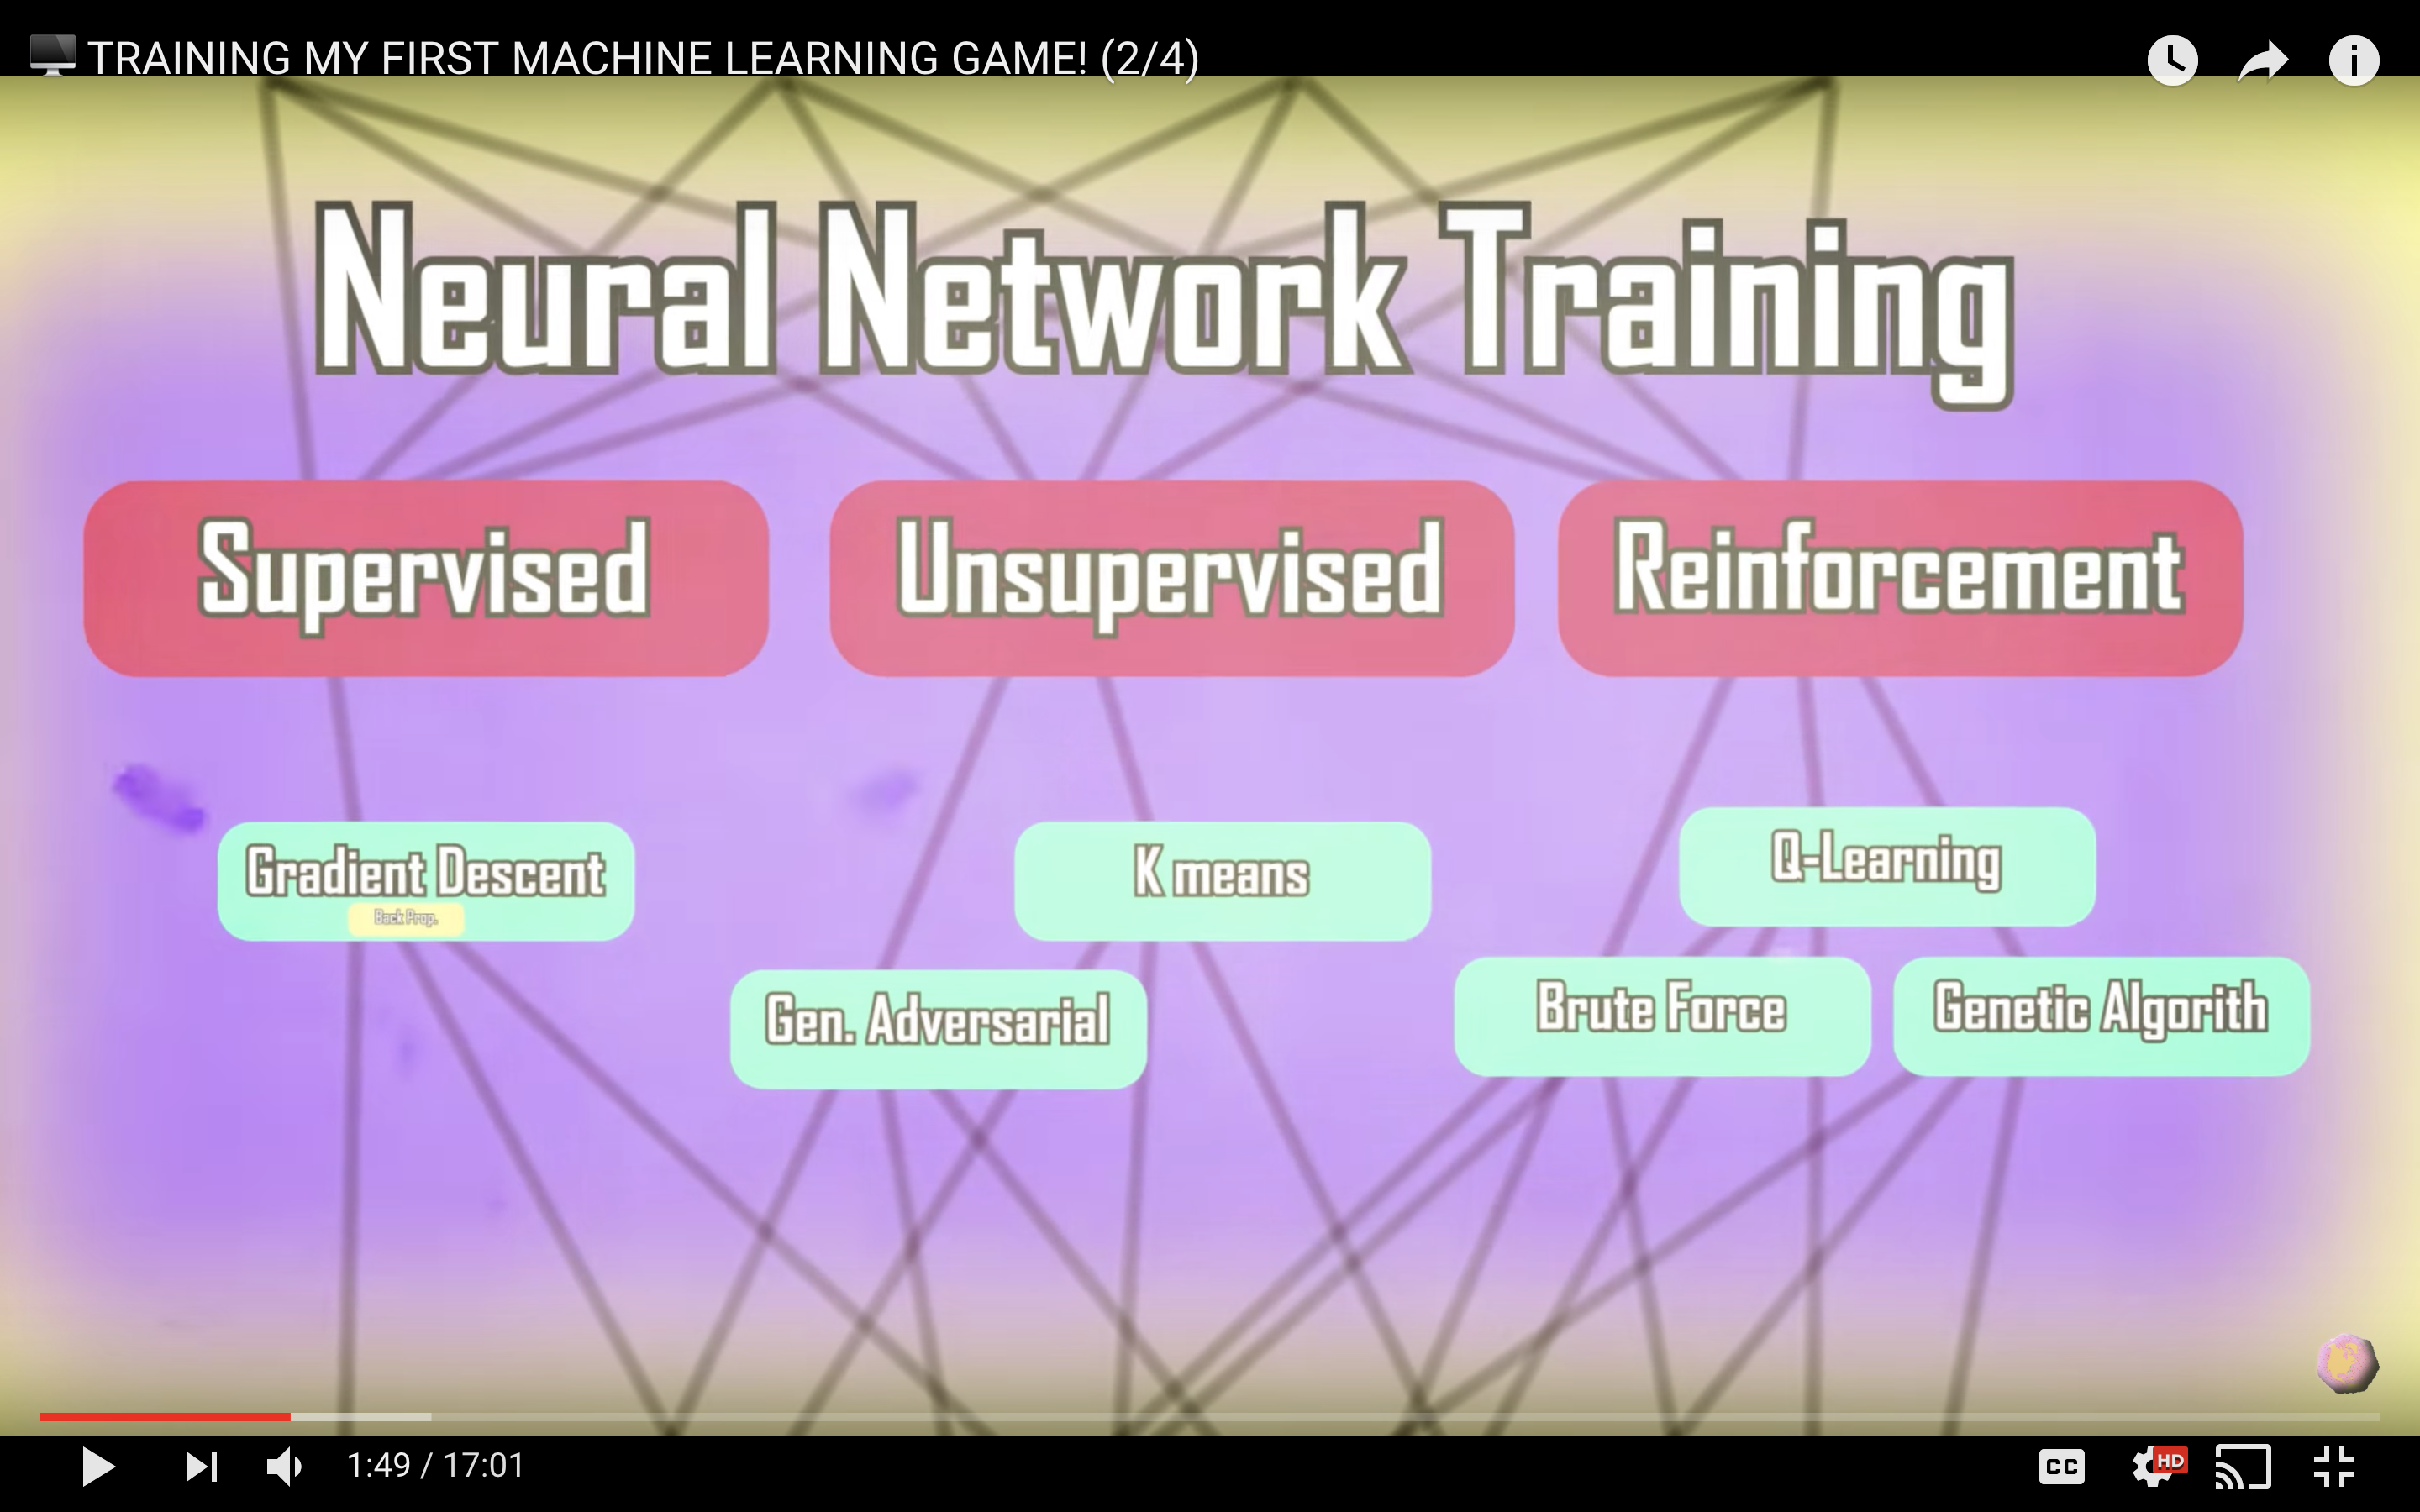 TRAINING MY FIRST MACHINE LEARNING GAME! (2/4)
Neural Network Training
Supervised
Unsupervised
Reinforcement
Gradient Descent
Back Prop.
K means
Q-Learning
Gen. Adversarial
Brute Force
Genetic Algorith
1:49 / 17:01
CC
HD